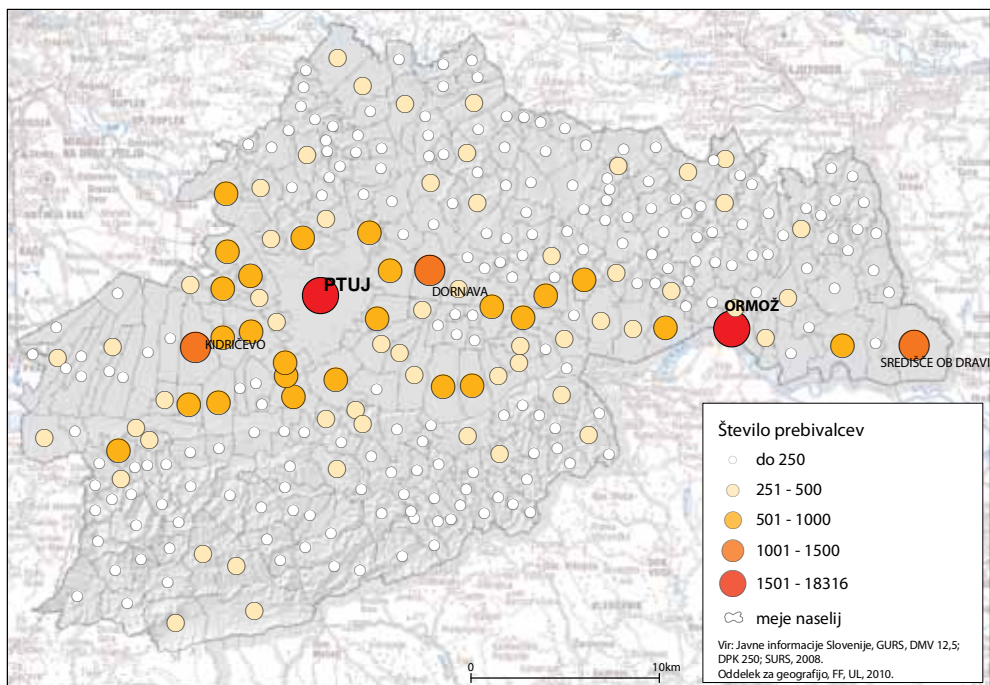 PTUJ
DORNAVA
ORMOŽ
KIDRIČEVO
SREDIŠČE OB DRAVI
Število prebivalcev
do 250
251 - 500
501 - 1000
1001 - 1500
1501 - 18316
meje naselij
Vir: Javne informacije Slovenije, GURS, DMV 12,5;
DPK 250; SURS, 2008.
Oddelek za geografijo, FF, UL, 2010.
0 10km